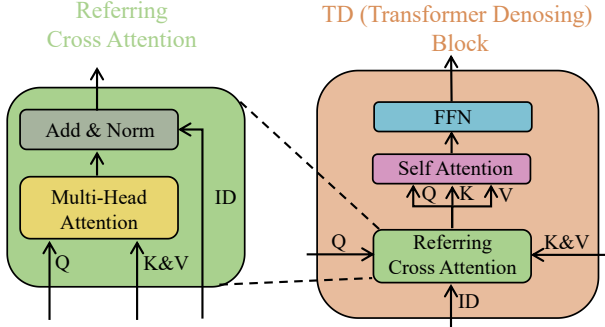 Referring
Cross Attention
Add & Norm
Multi-Head
Attention
ID
Q
K&V
TD (Transformer Denosing)
Block
FFN
Self Attention
Q
K
V
Q
Referring
Cross Attention
K&V
ID